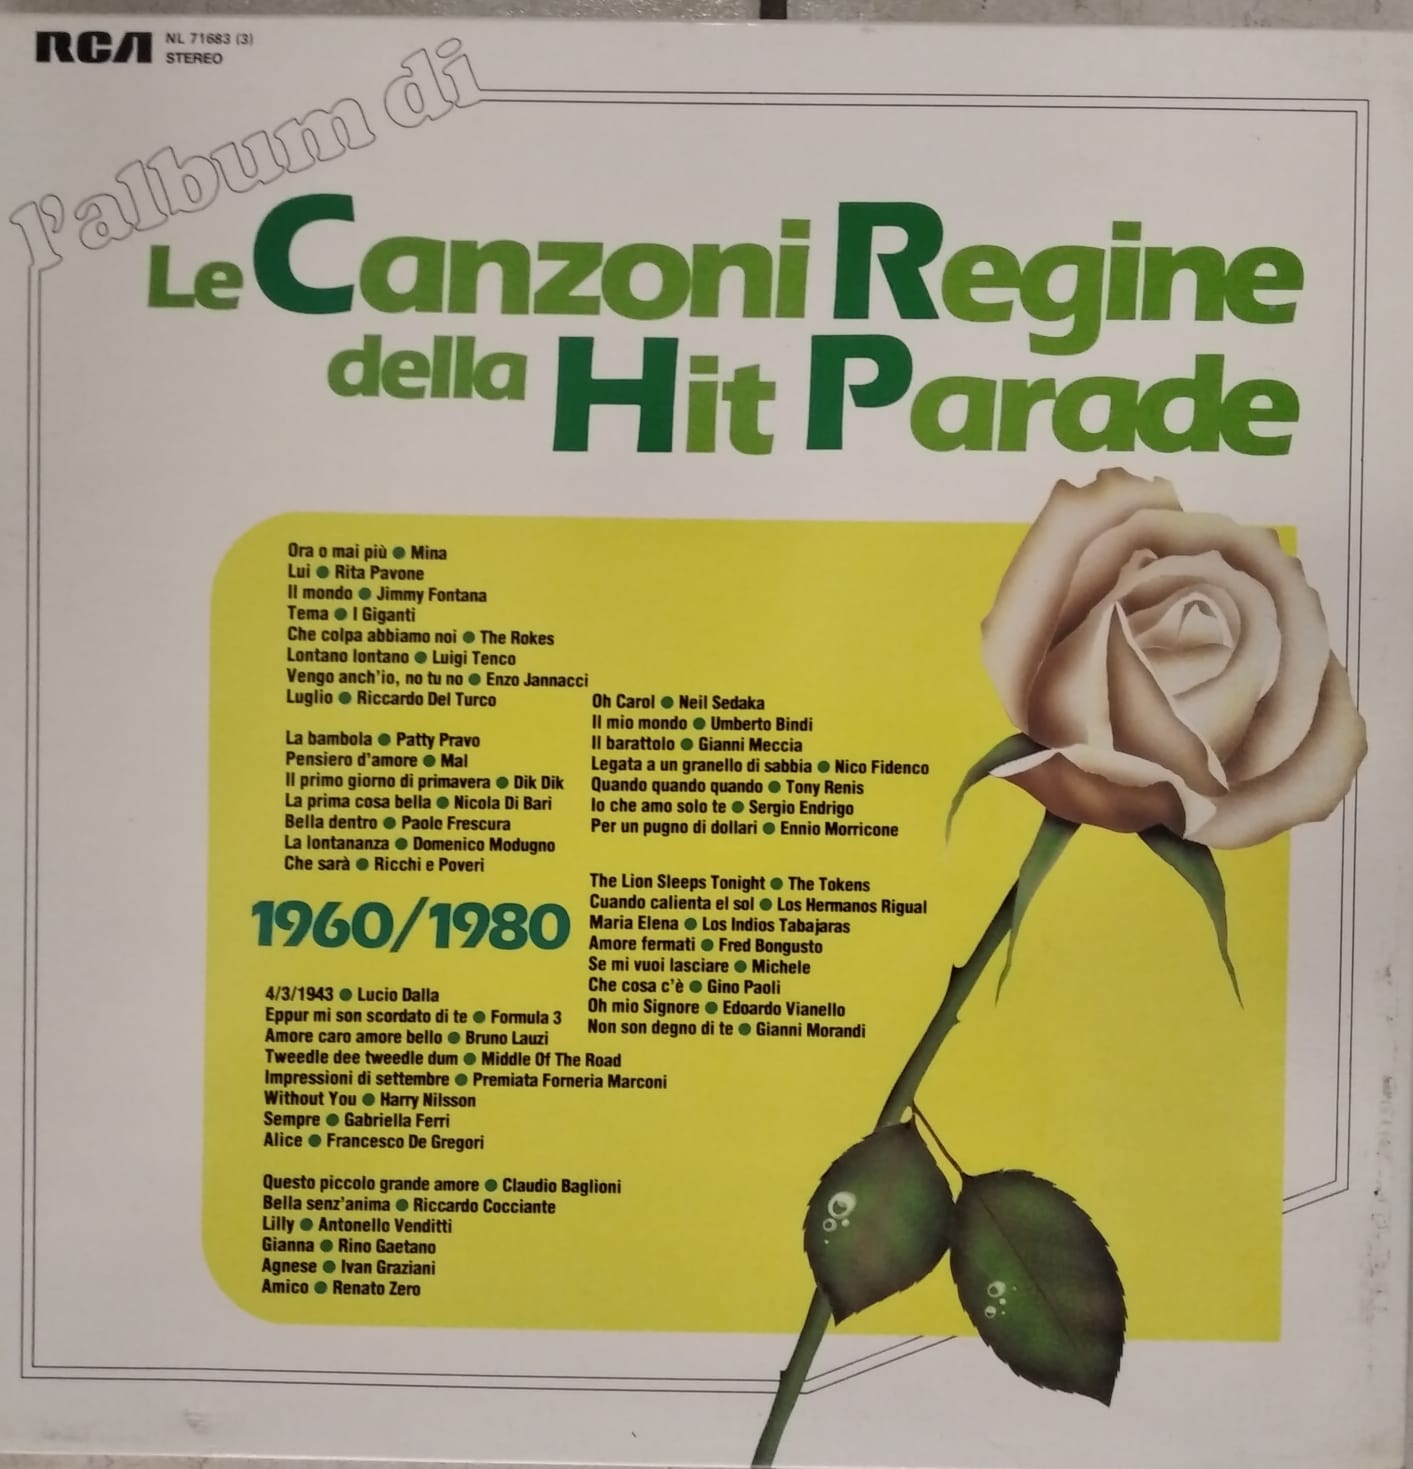 RCA NL 71683 (3)
STEREO
l'album di
Le Canzoni Regine
della Hit Parade
Ora o mai più ● Mina
Lui ● Rita Pavone
Il mondo ● Jimmy Fontana
Tema ● I Giganti
Che colpa abbiamo noi ● The Rokes
Lontano lontano ● Luigi Tenco
Vengo anch'io, no tu no ● Enzo Jannacci
Luglio ● Riccardo Del Turco
La bambola ● Patty Pravo
Pensiero d'amore ● Mal
Il primo giorno di primavera ● Dik Dik
La prima cosa bella ● Nicola Di Bari
Bella dentro ● Paolo Frescura
La lontananza ● Domenico Modugno
Che sarà ● Ricchi e Poveri
1960/1980
4/3/1943 ● Lucio Dalla
Eppur mi son scordato di te ● Formula 3
Amore caro amore bello ● Bruno Lauzi
Tweedle dee tweedle dum ● Middle Of The Road
Impressioni di settembre ● Premiata Forneria Marconi
Without You ● Harry Nilsson
Sempre ● Gabriella Ferri
Alice ● Francesco De Gregori
Questo piccolo grande amore ● Claudio Baglioni
Bella senz'anima ● Riccardo Cocciante
Lilly ● Antonello Venditti
Gianna ● Rino Gaetano
Agnese ● Ivan Graziani
Amico ● Renato Zero
Oh Carol ● Neil Sedaka
Il mio mondo ● Umberto Bindi
Il barattolo ● Gianni Meccia
Legata a un granello di sabbia ● Nico Fidenco
Quando quando quando ● Tony Renis
Io che amo solo te ● Sergio Endrigo
Per un pugno di dollari ● Ennio Morricone
The Lion Sleeps Tonight ● The Tokens
Cuando calienta el sol ● Los Hermanos Rigual
Maria Elena ● Los Indios Tabajaras
Amore fermati ● Fred Bongusto
Se mi vuoi lasciare ● Michele
Che cosa c'è ● Gino Paoli
Oh mio Signore ● Edoardo Vianello
Non son degno di te ● Gianni Morandi